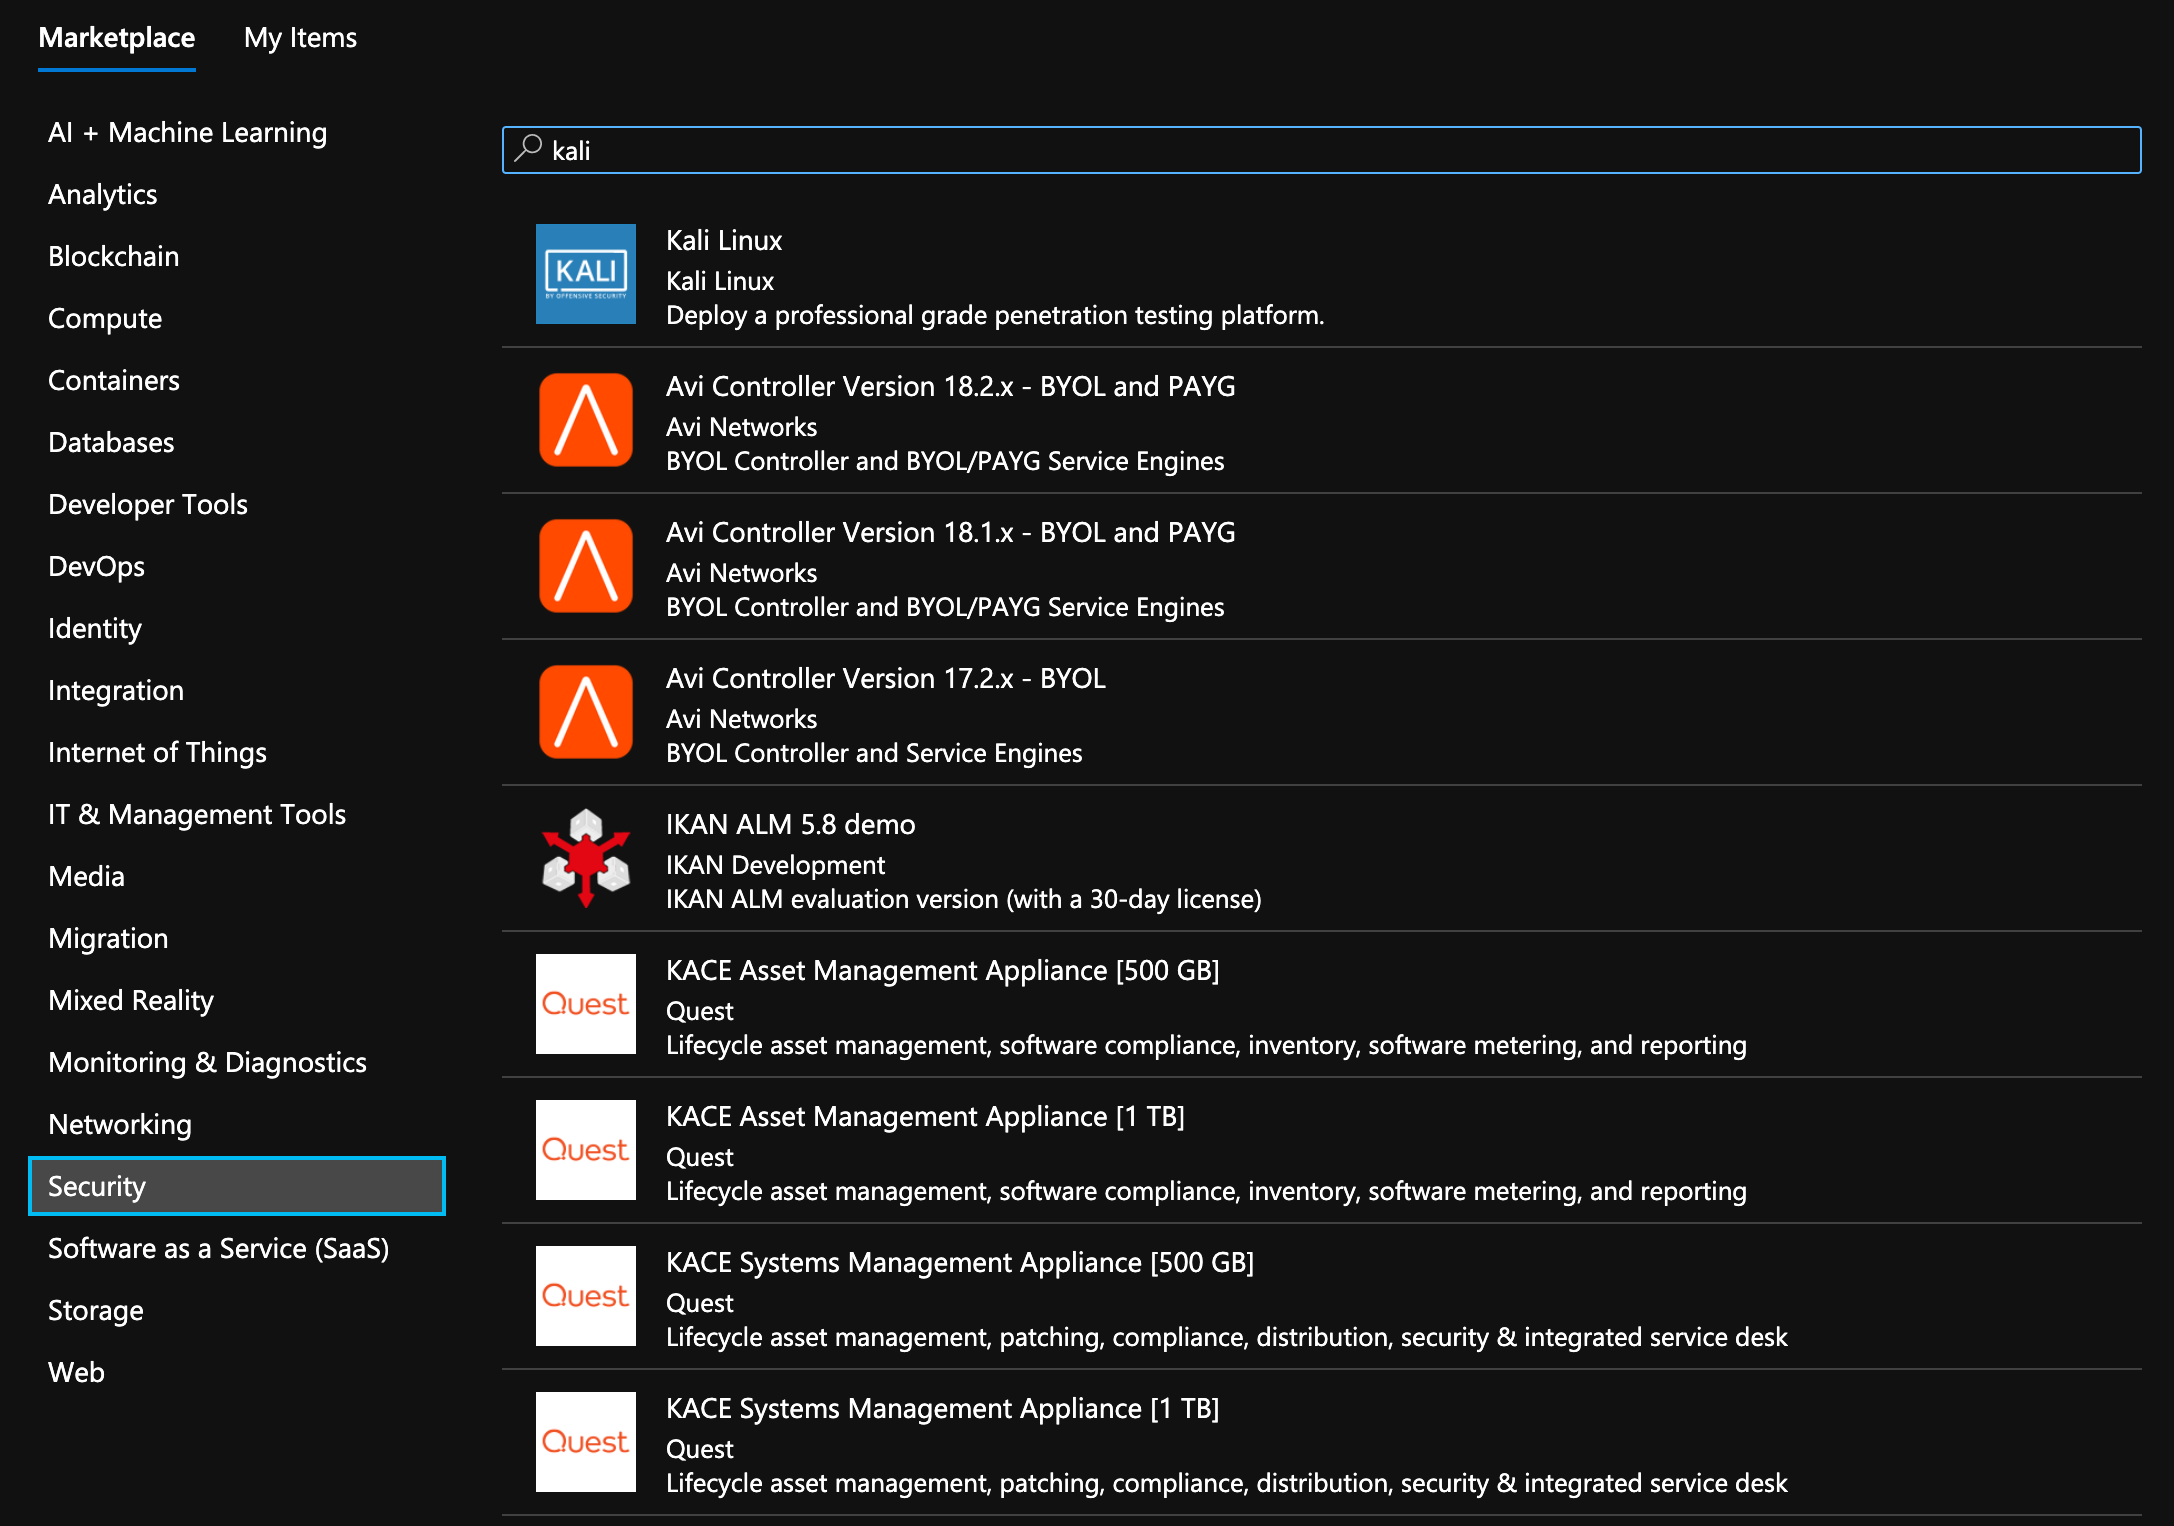 Marketplace
My Items
AI + Machine Learning
Analytics
Blockchain
Compute
Containers
Databases
Developer Tools
DevOps
Identity
Integration
Internet of Things
IT & Management Tools
Media
Migration
Mixed Reality
Monitoring & Diagnostics
Networking
Security
Software as a Service (SaaS)
Storage
Web
kali
KALI
BY OFFENSIVE SECURITY
Kali Linux
Kali Linux
Deploy a professional grade penetration testing platform.
Avi Controller Version 18.2.x - BYOL and PAYG
Avi Networks
BYOL Controller and BYOL/PAYG Service Engines
Avi Controller Version 18.1.x - BYOL and PAYG
Avi Networks
BYOL Controller and BYOL/PAYG Service Engines
Avi Controller Version 17.2.x - BYOL
Avi Networks
BYOL Controller and Service Engines
IKAN ALM 5.8 demo
IKAN Development
IKAN ALM evaluation version (with a 30-day license)
Quest
KACE Asset Management Appliance [500 GB]
Quest
Lifecycle asset management, software compliance, inventory, software metering, and reporting
Quest
KACE Asset Management Appliance [1 TB]
Quest
Lifecycle asset management, software compliance, inventory, software metering, and reporting
Quest
KACE Systems Management Appliance [500 GB]
Quest
Lifecycle asset management, patching, compliance, distribution, security & integrated service desk
Quest
KACE Systems Management Appliance [1 TB]
Quest
Lifecycle asset management, patching, compliance, distribution, security & integrated service desk